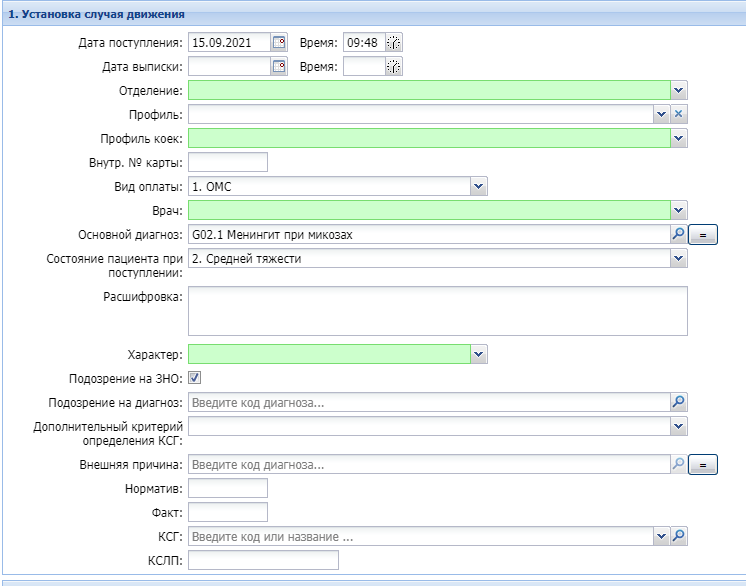 1. Установка случая движения
Дата поступления: 15.09.2021 Время: 09:48
Дата выписки: Время:
Отделение:
Профиль:
Профиль коек:
Внутр. № карты:
Вид оплаты: 1. ОМС
Врач:
Основной диагноз: G02.1 Менингит при микозах =
Состояние пациента при
поступлении: 2. Средней тяжести
Расшифровка:
Характер:
Подозрение на ЗНО:
Подозрение на диагноз: Введите код диагноза...
Дополнительный критерий
определения КСГ:
Внешняя причина: Введите код диагноза... =
Норматив:
Факт:
КСГ: Введите код или название ...
КСЛП: